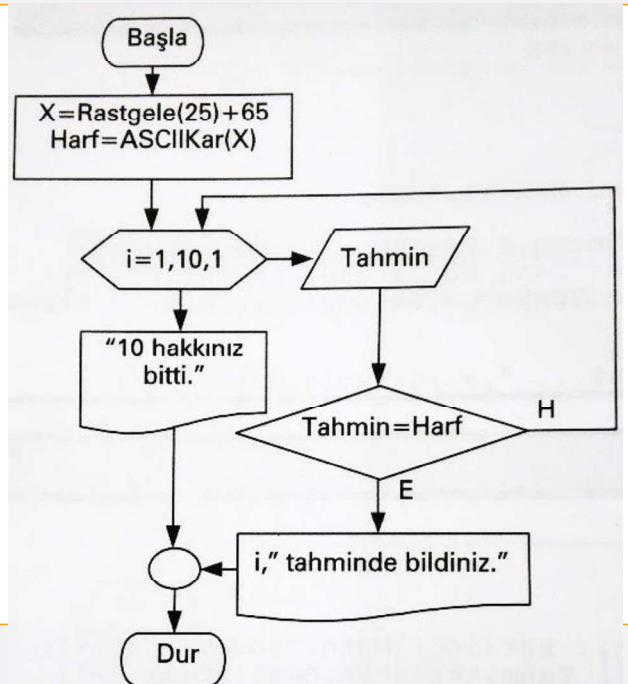 Başla
X=Rastgele(25)+65
Harf=ASCIIKar(X)
i=1,10,1
Tahmin
“10 hakkınız
bitti.”
Tahmin=Harf
H
E
i,” tahminde bildiniz.”
Dur